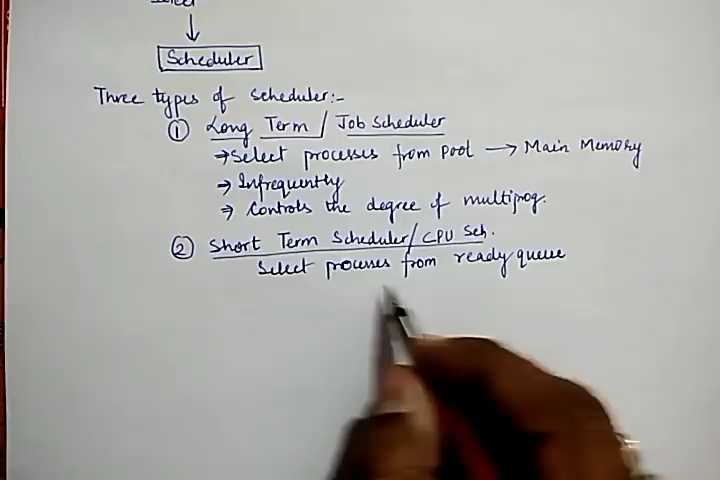 Select
Scheduler
Three types of scheduler:-
① Long Term / Job Scheduler
→ Select processes from Pool → Main Memory
→ Infrequently
→ Controls the degree of multiprog.
② Short Term Scheduler/CPU Sch.
Select processes from ready queue